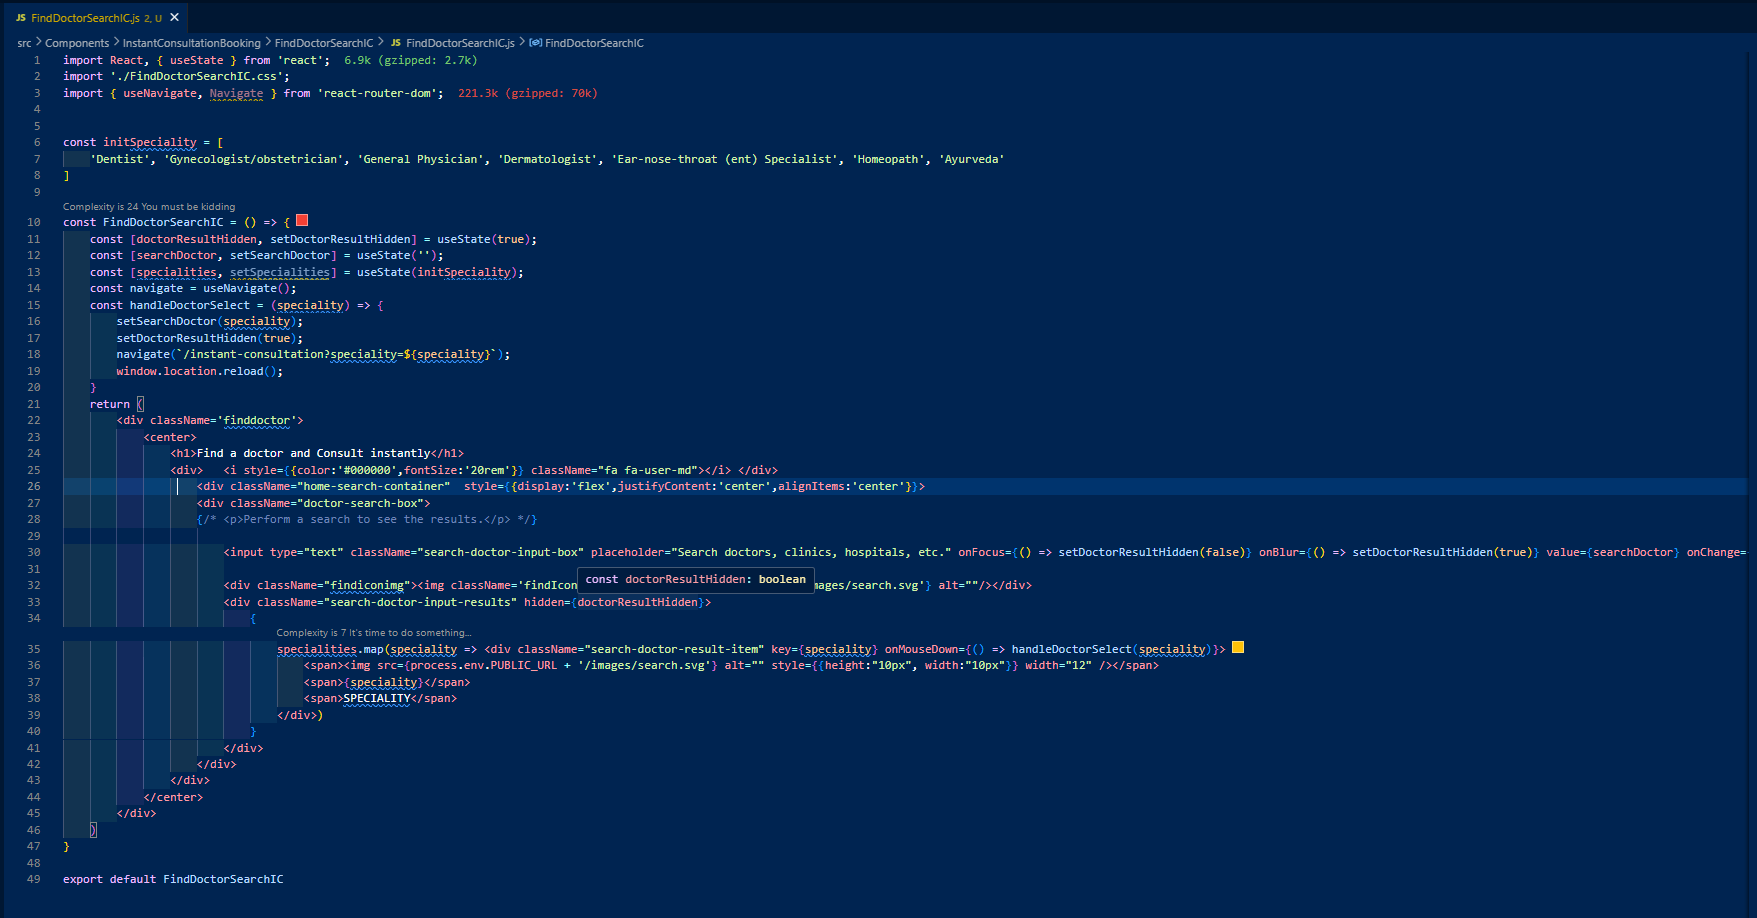 JS FindDoctorSearchIC.js 2, U ✕
src > Components > InstantConsultationBooking > FindDoctorSearchIC > JS FindDoctorSearchIC.js > FindDoctorSearchIC
1 import React, { useState } from 'react'; 6.9k (gzipped: 2.7k)
2 import './FindDoctorSearchIC.css';
3 import { useNavigate, Navigate } from 'react-router-dom'; 221.3k (gzipped: 70k)
4
5
6 const initSpeciality = [
7 'Dentist', 'Gynecologist/obstetrician', 'General Physician', 'Dermatologist', 'Ear-nose-throat (ent) Specialist', 'Homeopath', 'Ayurveda'
8 ]
9
Complexity is 24 You must be kidding
10 const FindDoctorSearchIC = () => {
11 const [doctorResultHidden, setDoctorResultHidden] = useState(true);
12 const [searchDoctor, setSearchDoctor] = useState('');
13 const [specialities, setSpecialities] = useState(initSpeciality);
14 const navigate = useNavigate();
15 const handleDoctorSelect = (speciality) => {
16 setSearchDoctor(speciality);
17 setDoctorResultHidden(true);
18 navigate(`/instant-consultation?speciality=${speciality}`);
19 window.location.reload();
20 }
21 return (
22 <div className='finddoctor'>
23 <center>
24 <h1>Find a doctor and Consult instantly</h1>
25 <div> <i style={{color:'#000000',fontSize:'20rem'}} className="fa fa-user-md"></i> </div>
26 <div className="home-search-container" style={{display:'flex',justifyContent:'center',alignItems:'center'}}>
27 <div className="doctor-search-box">
28 {/* <p>Perform a search to see the results.</p> */}
29
30 <input type="text" className="search-doctor-input-box" placeholder="Search doctors, clinics, hospitals, etc." onFocus={() => setDoctorResultHidden(false)} onBlur={() => setDoctorResultHidden(true)} value={searchDoctor} onChange=
31
const doctorResultHidden: boolean
32 <div className="findiconimg"><img className='findIcon mages/search.svg'} alt=""/></div>
33 <div className="search-doctor-input-results" hidden={doctorResultHidden}>
34 {
Complexity is 7 It's time to do something...
35 specialities.map(speciality => <div className="search-doctor-result-item" key={speciality} onMouseDown={() => handleDoctorSelect(speciality)}>
36 <span><img src={process.env.PUBLIC_URL + '/images/search.svg'} alt="" style={{height:"10px", width:"10px"}} width="12" /></span>
37 <span>{speciality}</span>
38 <span>SPECIALITY</span>
39 </div>)
40 }
41 </div>
42 </div>
43 </div>
44 </center>
45 </div>
46 )
47 }
48
49 export default FindDoctorSearchIC